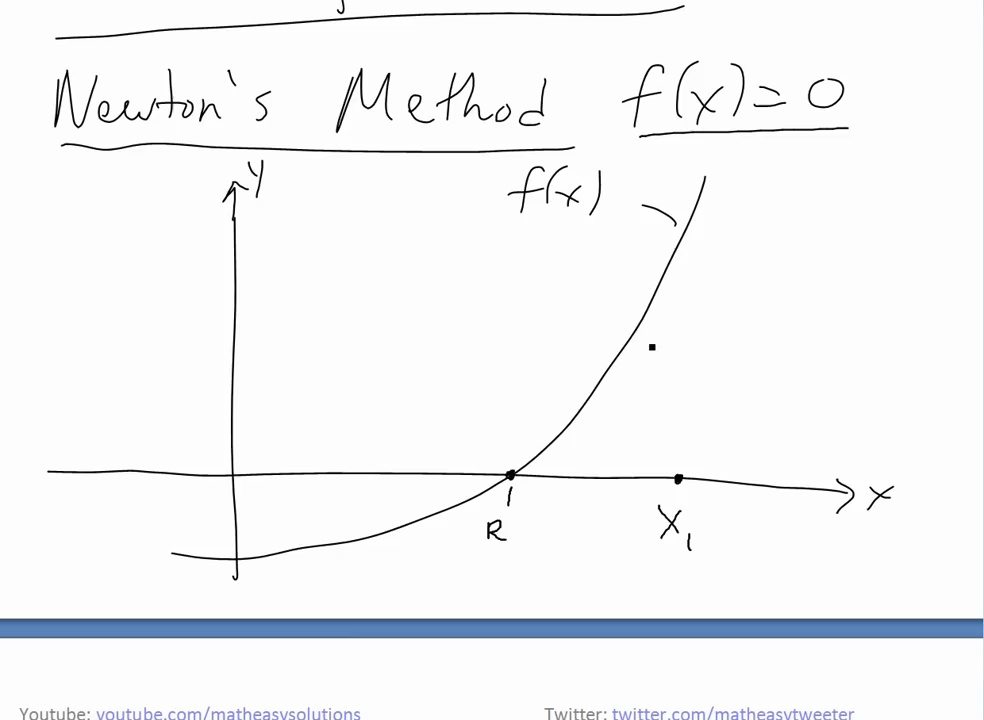 Newton's Method f(x)=0
y
f(x)
x
R
X₁
Youtube: youtube.com/matheasysolutions
Twitter: twitter.com/matheasytweeter